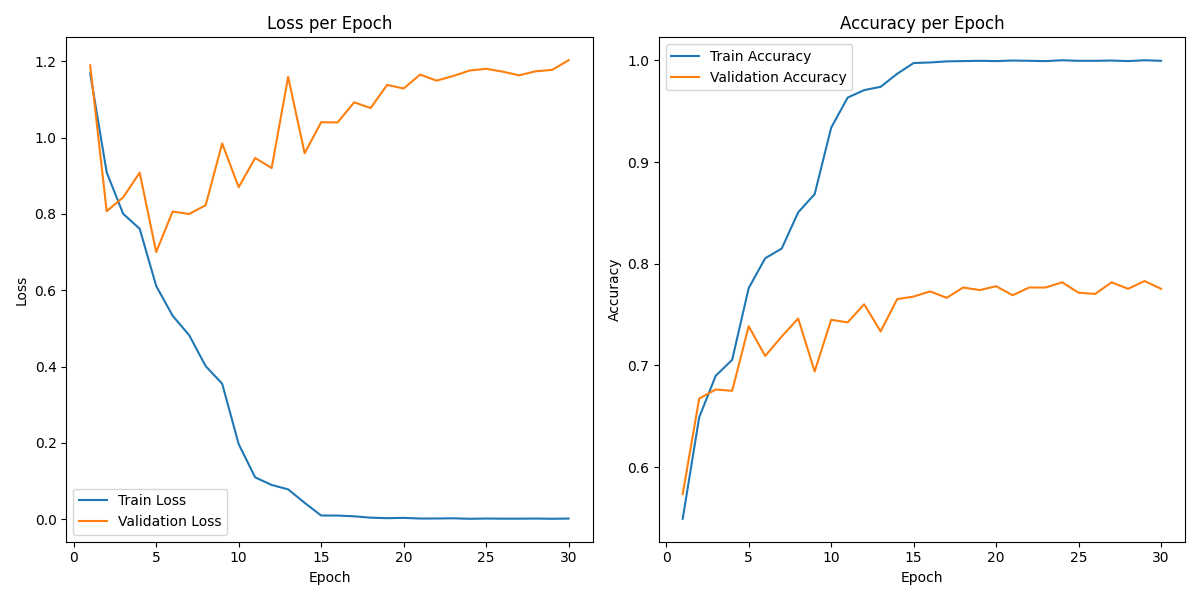 Loss per Epoch
1.2
1.0
0.8
0.6
0.4
0.2
0.0
Loss
Train Loss
Validation Loss
0 5 10 15 20 25 30
Epoch
Accuracy per Epoch
Train Accuracy
Validation Accuracy
1.0
0.9
0.8
0.7
0.6
Accuracy
0 5 10 15 20 25 30
Epoch